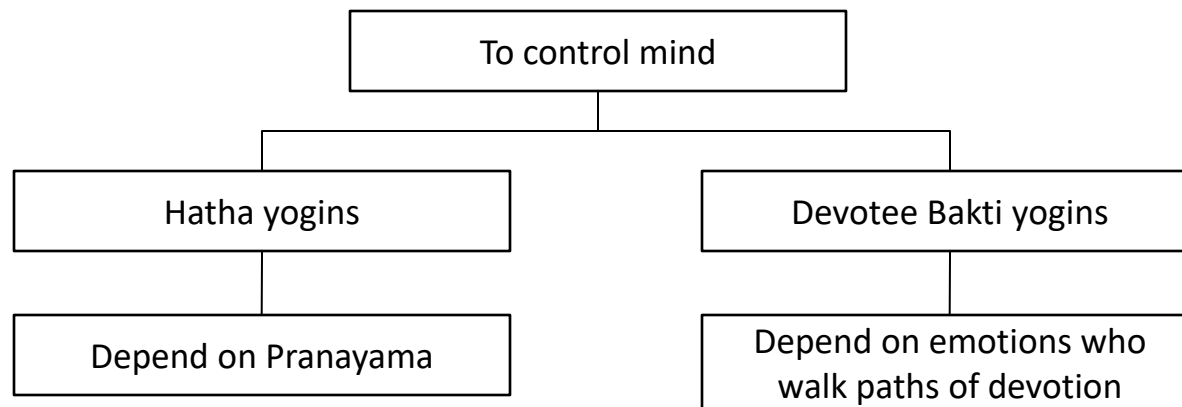 To control mind
Hatha yogins
Devotee Bakti yogins
Depend on Pranayama
Depend on emotions who
walk paths of devotion